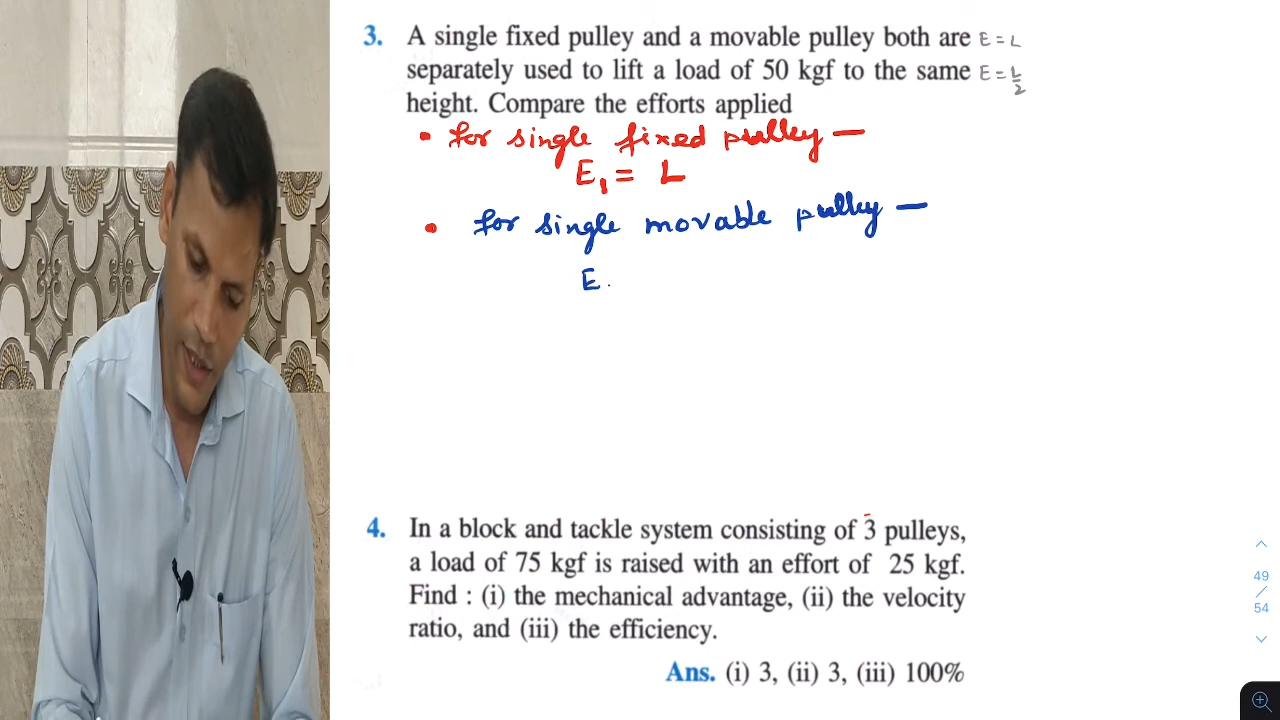 3. A single fixed pulley and a movable pulley both are E = L
separately used to lift a load of 50 kgf to the same E = L/2
height. Compare the efforts applied
• for single fixed pulley —
E₁ = L
• for single movable pulley —
E
4. In a block and tackle system consisting of 3 pulleys,
a load of 75 kgf is raised with an effort of 25 kgf.
Find : (i) the mechanical advantage, (ii) the velocity
ratio, and (iii) the efficiency.
Ans. (i) 3, (ii) 3, (iii) 100%
49
/
54